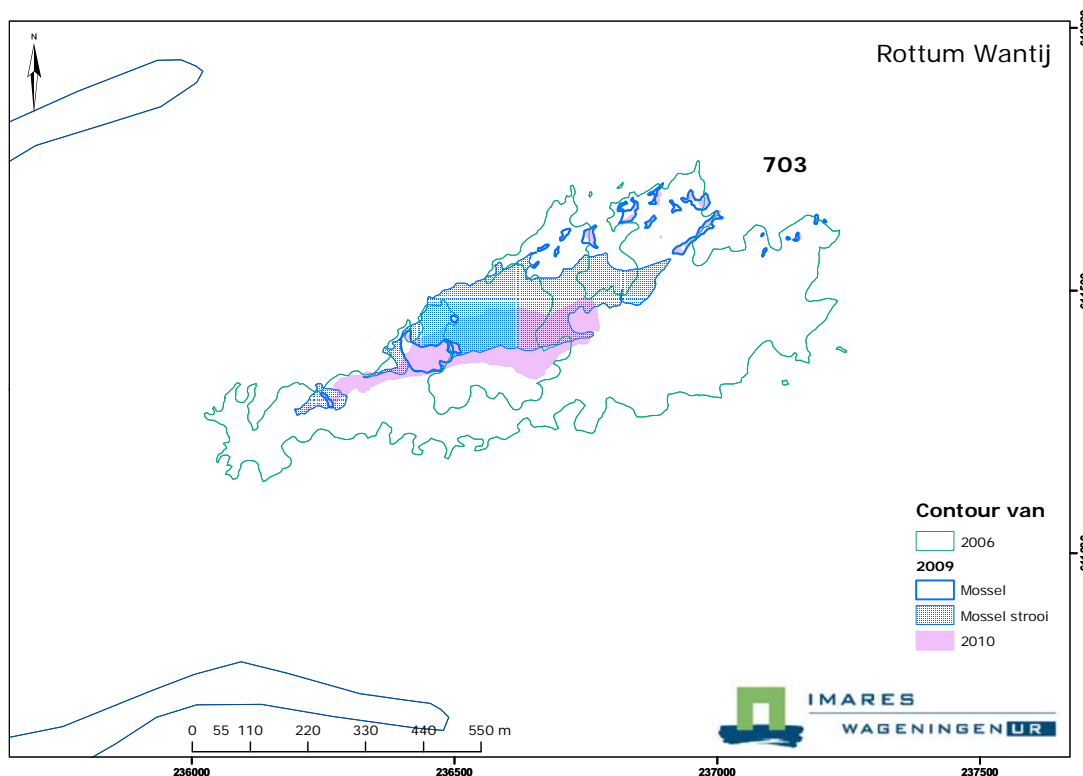 Rottum Wantij
N
703
Contour van
2006
2009
Mossel
Mossel strooi
2010
IMARES
WAGENINGEN UR
0 55 110 220 330 440 550 m
236000 236500 237000 237500